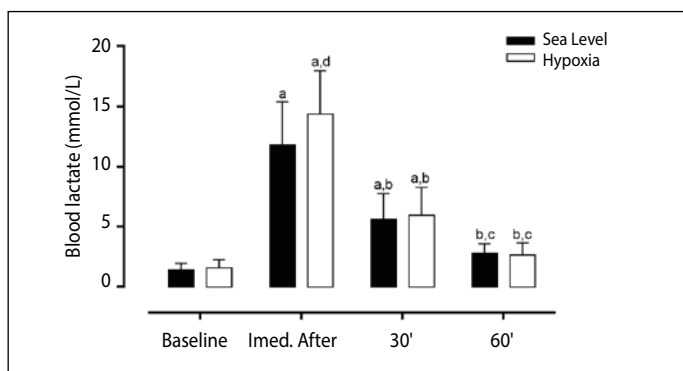 Blood lactate (mmol/L)
20
15
10
5
0
Sea Level
Hypoxia
a
a,d
a,b
a,b
b,c
b,c
Baseline
Imed. After
30'
60'